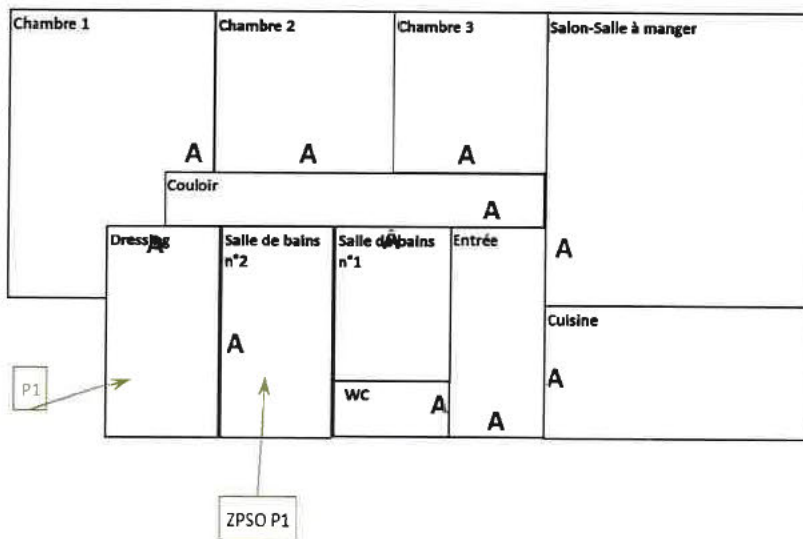 Chambre 1
Chambre 2
Chambre 3
Salon-Salle à manger
A
A
A
Couloir
A
Dressing
A
Salle de bains
n°2
Salle de bains
n°1
A
Entrée
A
Cuisine
A
A
P1
WC
A
A
ZPSO P1